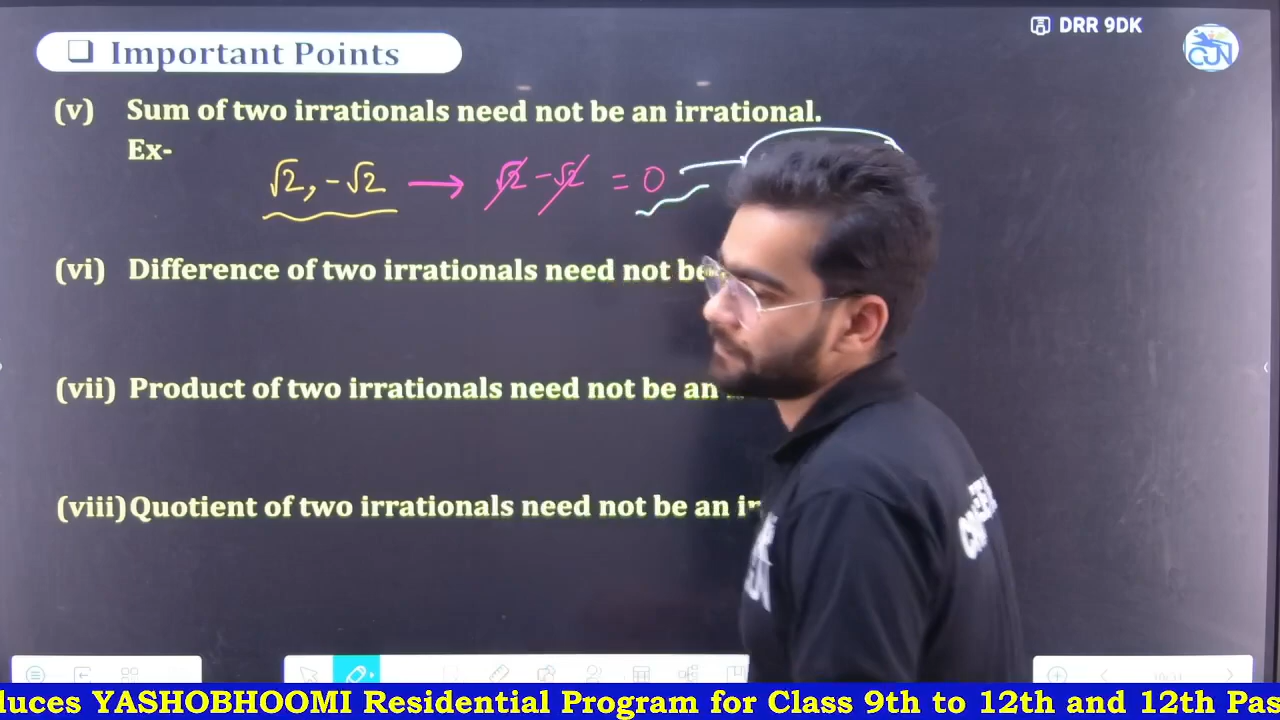 DRR 9DK
GJN
Important Points
(v) Sum of two irrationals need not be an irrational.
Ex-
√2, -√2 → √2 - √2 = 0
(vi) Difference of two irrationals need not be
(vii) Product of two irrationals need not be an
(viii) Quotient of two irrationals need not be an
duces YASHOBHOOMI Residential Program for Class 9th to 12th and 12th Pas